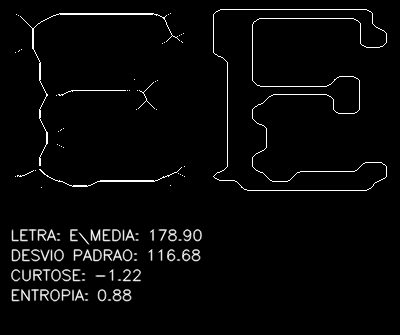 E E
LETRA: E\MEDIA: 178.90
DESVIO PADRAO: 116.68
CURTOSE: -1.22
ENTROPIA: 0.88